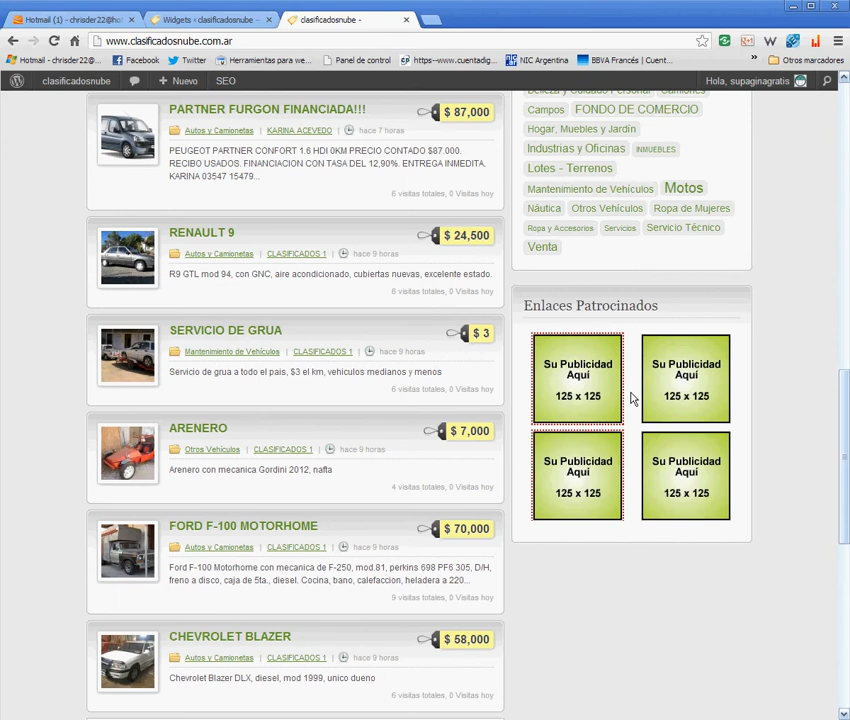 Hotmail (1) - chrisder22@ho
Widgets ‹ clasificadosnube
clasificadosnube -
www.clasificadosnube.com.ar
Hotmail - chrisder22@...
Facebook
Twitter
Herramientas para we...
Panel de control
https--www.cuentadig...
NIC Argentina
BBVA Francés | Cuent...
»
Otros marcadores
clasificadosnube
Nuevo
SEO
Hola, supaginagratis
PARTNER FURGON FINANCIADA!!!
$ 87,000
Autos y Camionetas | KARINA ACEVEDO | hace 7 horas
PEUGEOT PARTNER CONFORT 1.6 HDI 0KM PRECIO CONTADO $87.000.
RECIBO USADOS. FINANCIACION CON TASA DEL 12,90%. ENTREGA INMEDITA.
KARINA 03547 15479...
6 visitas totales, 0 Visitas hoy
RENAULT 9
$ 24,500
Autos y Camionetas | CLASIFICADOS 1 | hace 9 horas
R9 GTL mod 94, con GNC, aire acondicionado, cubiertas nuevas, excelente estado.
6 visitas totales, 0 Visitas hoy
SERVICIO DE GRUA
$ 3
Mantenimiento de Vehículos | CLASIFICADOS 1 | hace 9 horas
Servicio de grua a todo el pais, $3 el km, vehiculos medianos y menos
6 visitas totales, 0 Visitas hoy
ARENERO
$ 7,000
Otros Vehículos | CLASIFICADOS 1 | hace 9 horas
Arenero con mecanica Gordini 2012, nafta
4 visitas totales, 0 Visitas hoy
FORD F-100 MOTORHOME
$ 70,000
Autos y Camionetas | CLASIFICADOS 1 | hace 9 horas
Ford F-100 Motorhome con mecanica de F-250, mod.81, perkins 698 PF6 305, D/H,
freno a disco, caja de 5ta., diesel. Cocina, bano, calefaccion, heladera a 220...
9 visitas totales, 0 Visitas hoy
CHEVROLET BLAZER
$ 58,000
Autos y Camionetas | CLASIFICADOS 1 | hace 9 horas
Chevrolet Blazer DLX, diesel, mod 1999, unico dueno
6 visitas totales, 0 Visitas hoy
Belleza y Cuidado Personal Camiones
Campos FONDO DE COMERCIO
Hogar, Muebles y Jardín
Industrias y Oficinas INMUEBLES
Lotes - Terrenos
Mantenimiento de Vehículos Motos
Náutica Otros Vehículos Ropa de Mujeres
Ropa y Accesorios Servicios Servicio Técnico
Venta
Enlaces Patrocinados
Su Publicidad
Aquí
125 x 125
Su Publicidad
Aquí
125 x 125
Su Publicidad
Aquí
125 x 125
Su Publicidad
Aquí
125 x 125